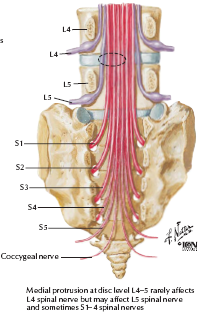 s
L4
L4
L5
L5
S1
S2
S3
S4
S5
Coccygeal nerve
Medial protrusion at disc level L4–5 rarely affects
L4 spinal nerve but may affect L5 spinal nerve
and sometimes S1–4 spinal nerves